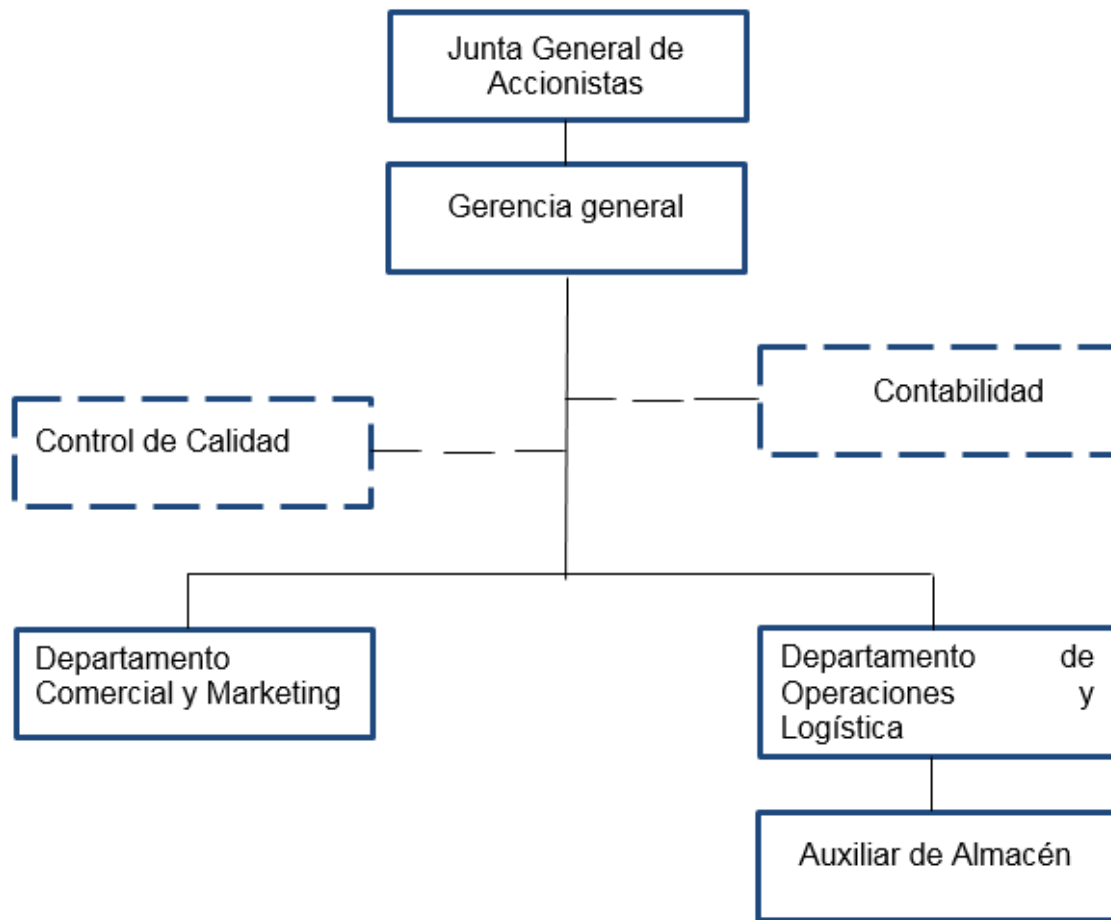 Junta General de
Accionistas
Gerencia general
Contabilidad
Control de Calidad
Departamento
Comercial y Marketing
Departamento de
Operaciones y
Logística
Auxiliar de Almacén